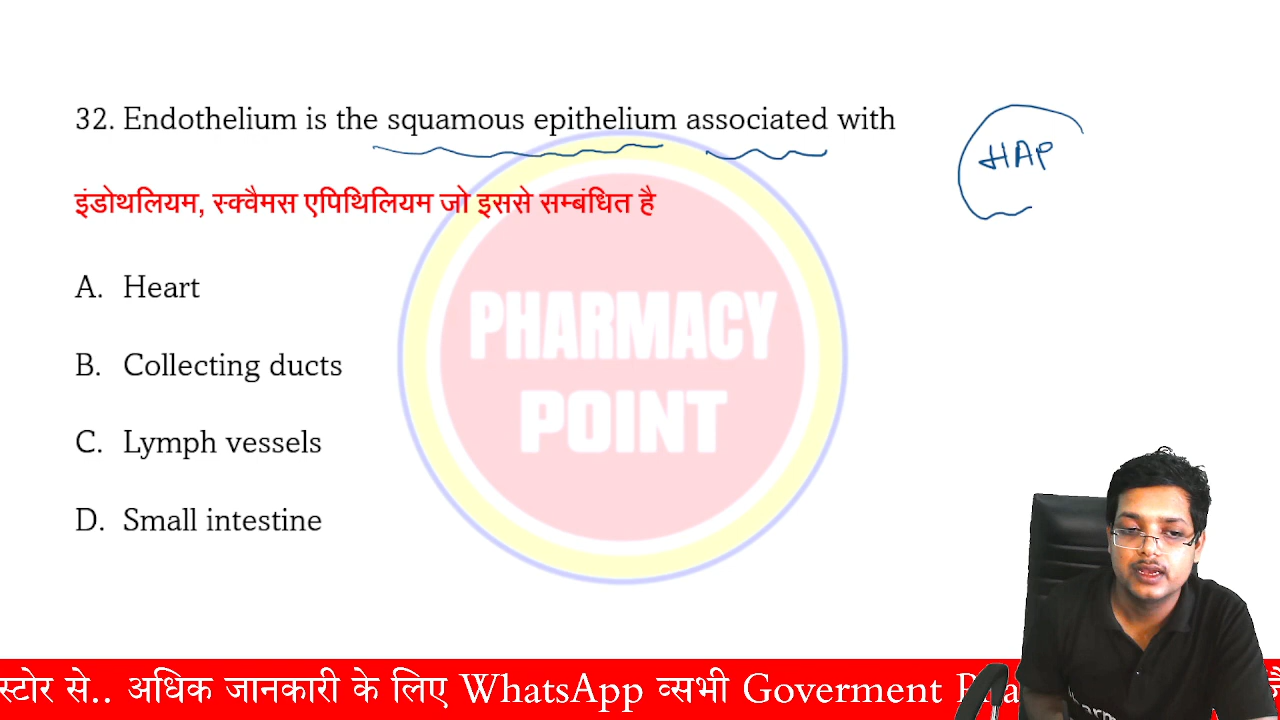 32. Endothelium is the squamous epithelium associated with
HAP
इंडोथलियम, स्क्वैमस एपिथिलियम जो इससे सम्बंधित है
A. Heart
B. Collecting ducts
C. Lymph vessels
D. Small intestine
PHARMACY
POINT
स्टोर से.. अधिक जानकारी के लिए WhatsApp व्सभी Goverment